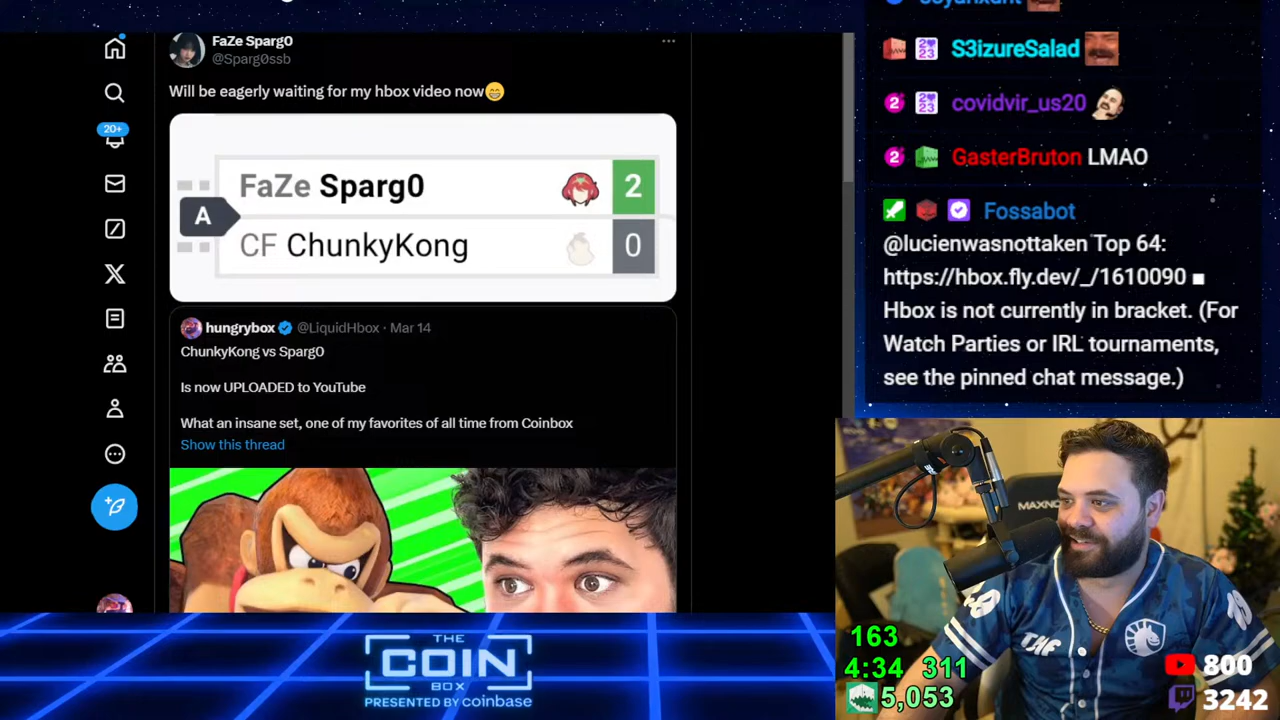 FaZe Sparg0
@Sparg0ssb
Will be eagerly waiting for my hbox video now😁
FaZe Sparg0 2
A
CF ChunkyKong 0
hungrybox @LiquidHbox · Mar 14
ChunkyKong vs Sparg0
Is now UPLOADED to YouTube
What an insane set, one of my favorites of all time from Coinbox
Show this thread
20+
THE
COIN
BOX
PRESENTED BY coinbase
S3izureSalad
covidvir_us20
GasterBruton LMAO
Fossabot
@lucienwasnottaken Top 64:
https://hbox.fly.dev/_/1610090 ■
Hbox is not currently in bracket. (For
Watch Parties or IRL tournaments,
see the pinned chat message.)
MAXNO
THE
163
4:34 311
5,053
800
3242